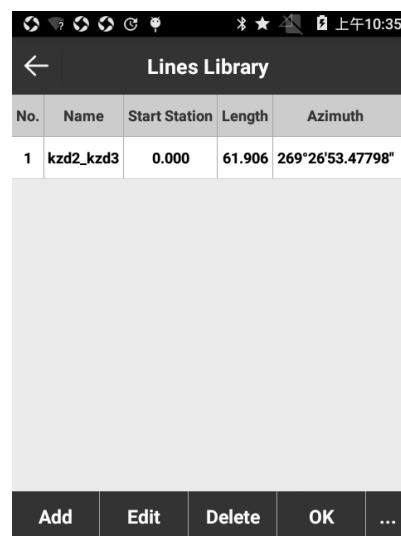 上午10:35
Lines Library
No. Name Start Station Length Azimuth
1 kzd2_kzd3 0.000 61.906 269°26'53.47798"
Add Edit Delete OK ...